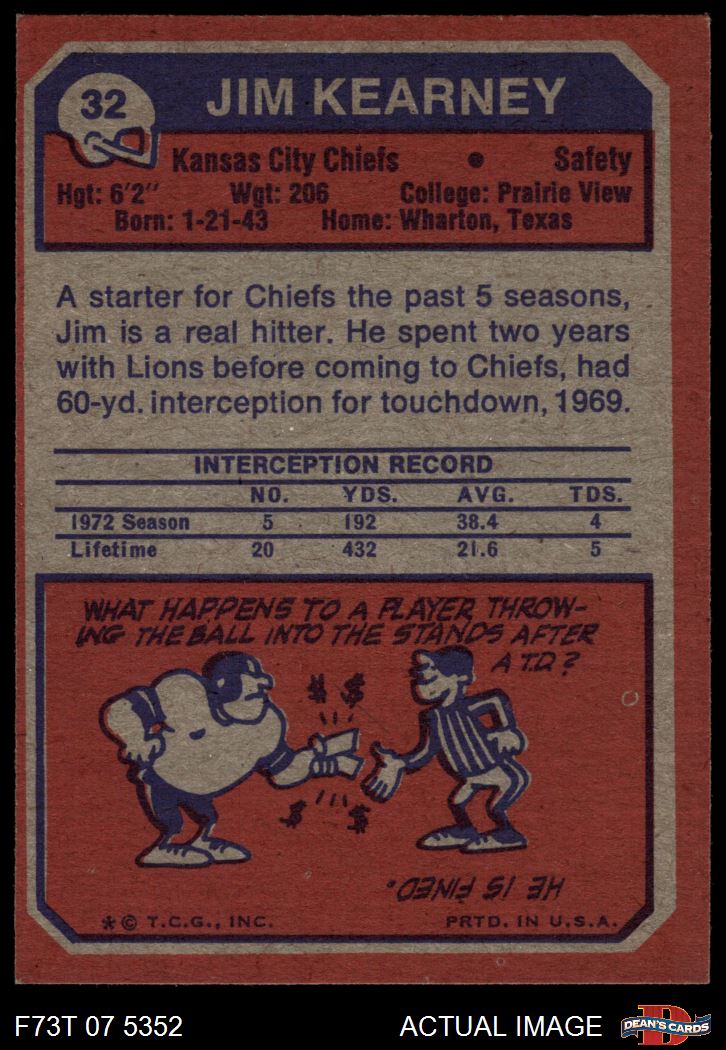 32
JIM KEARNEY
Kansas City Chiefs • Safety
Hgt: 6'2" Wgt: 206 College: Prairie View
Born: 1-21-43 Home: Wharton, Texas
A starter for Chiefs the past 5 seasons,
Jim is a real hitter. He spent two years
with Lions before coming to Chiefs, had
60-yd. interception for touchdown, 1969.
INTERCEPTION RECORD
NO. YDS. AVG. TDS.
1972 Season 5 192 38.4 4
Lifetime 20 432 21.6 5
WHAT HAPPENS TO A PLAYER THROW-
ING THE BALL INTO THE STANDS AFTER
A T.D.?
$ $
$ $
HE IS FINED.
* © T.C.G., INC. PRTD. IN U.S.A.
F73T 07 5352 ACTUAL IMAGE
D
DEAN'S CARDS